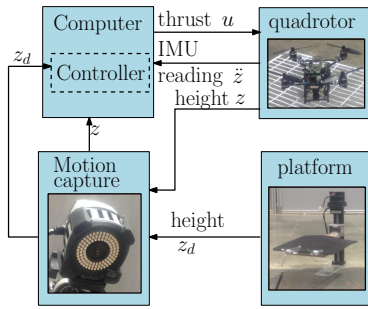 Computer
thrust u
quadrotor
z_d
Controller
IMU
reading z̈
height z
z
Motion
capture
platform
height
z_d